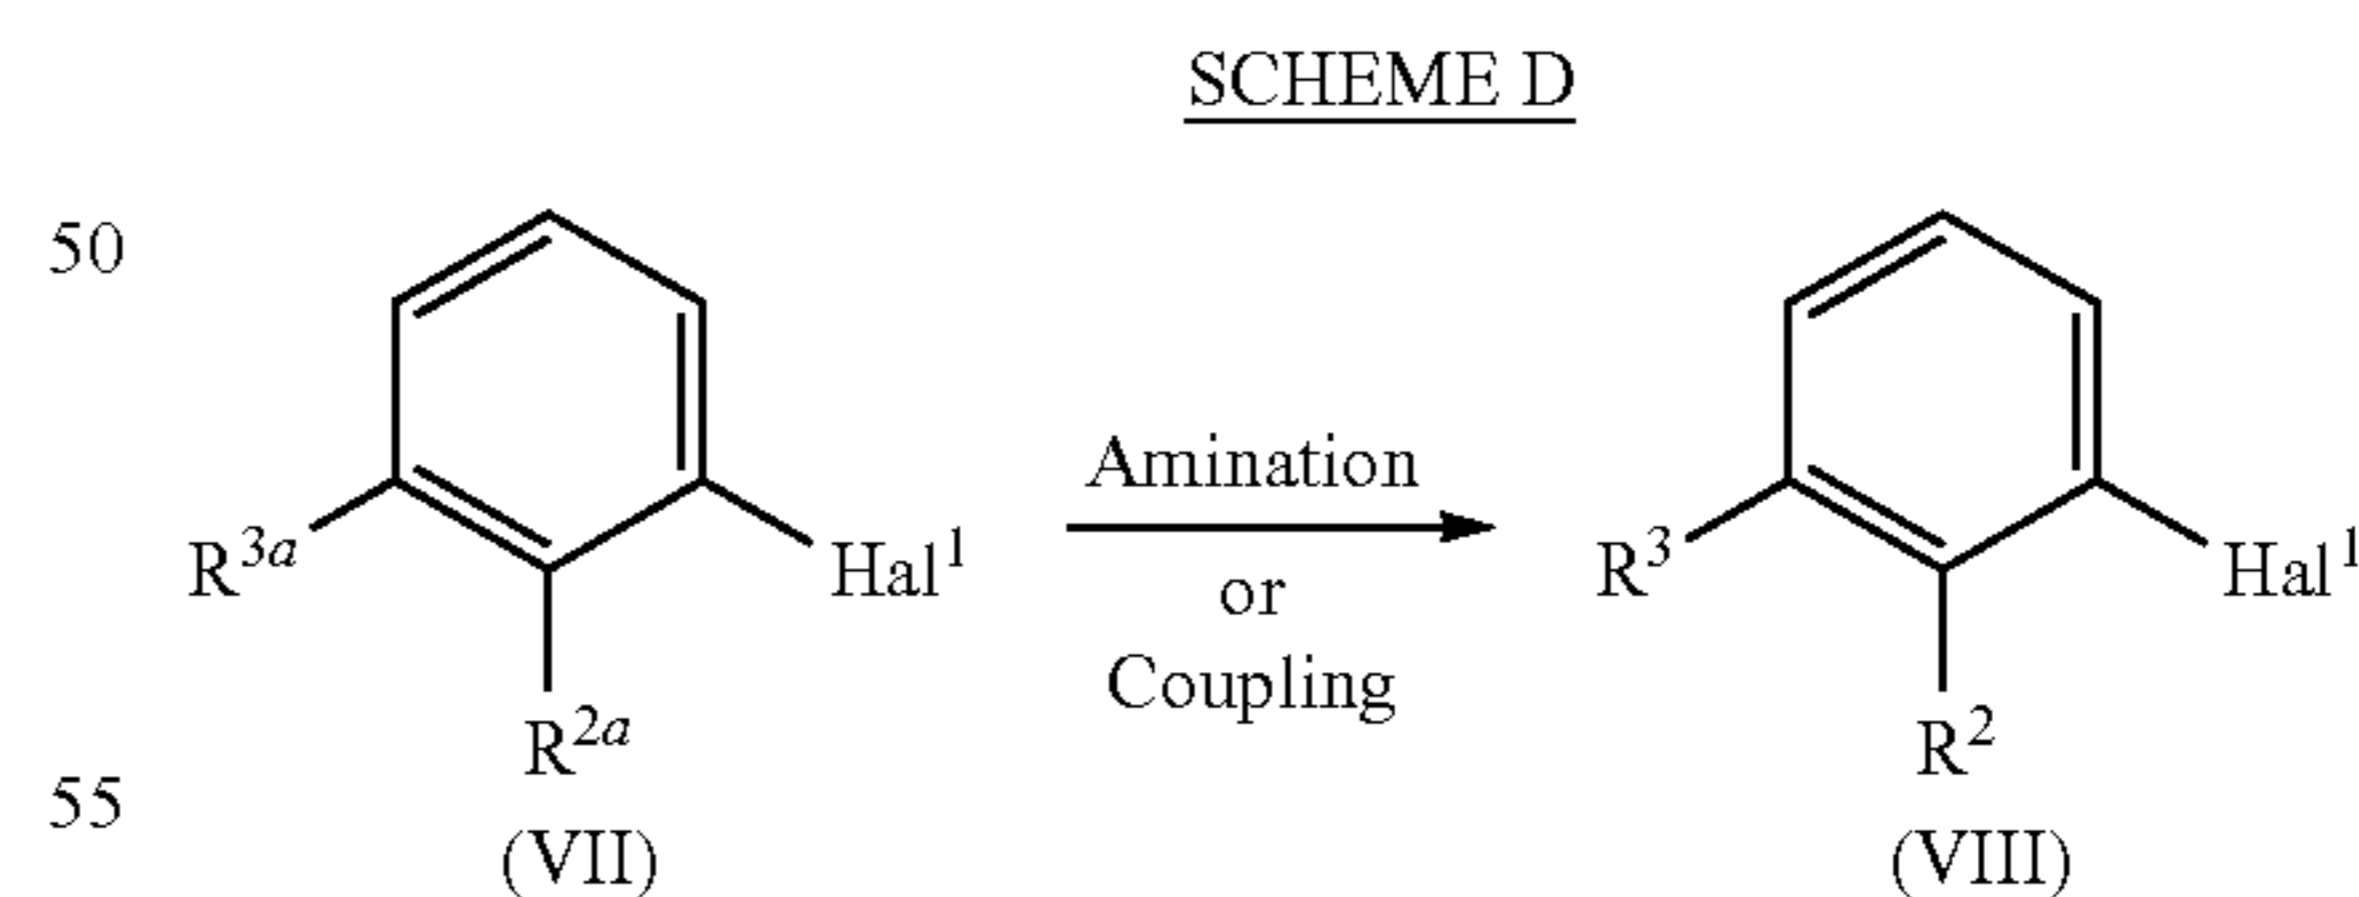 SCHEME D
50
Amination
R³ᵃ Hal¹ or R³ Hal¹
Coupling
R²ᵃ R²
55
(VII) (VIII)